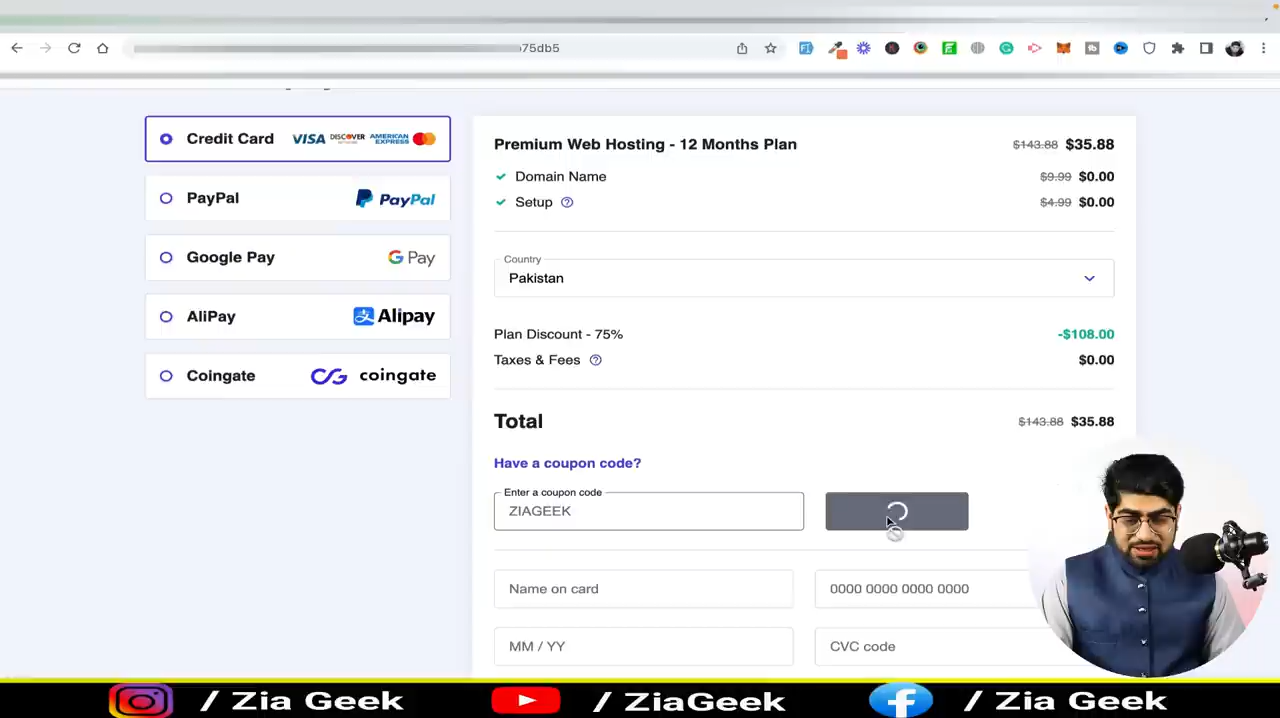 75db5
Credit Card VISA DISCOVER AMERICAN EXPRESS
PayPal PayPal
Google Pay G Pay
AliPay Alipay
Coingate coingate
Premium Web Hosting - 12 Months Plan $143.88 $35.88
Domain Name $9.99 $0.00
Setup $4.99 $0.00
Country
Pakistan
Plan Discount - 75% -$108.00
Taxes & Fees $0.00
Total $143.88 $35.88
Have a coupon code?
Enter a coupon code
ZIAGEEK
Name on card 0000 0000 0000 0000
MM / YY CVC code
/ Zia Geek / ZiaGeek / Zia Geek